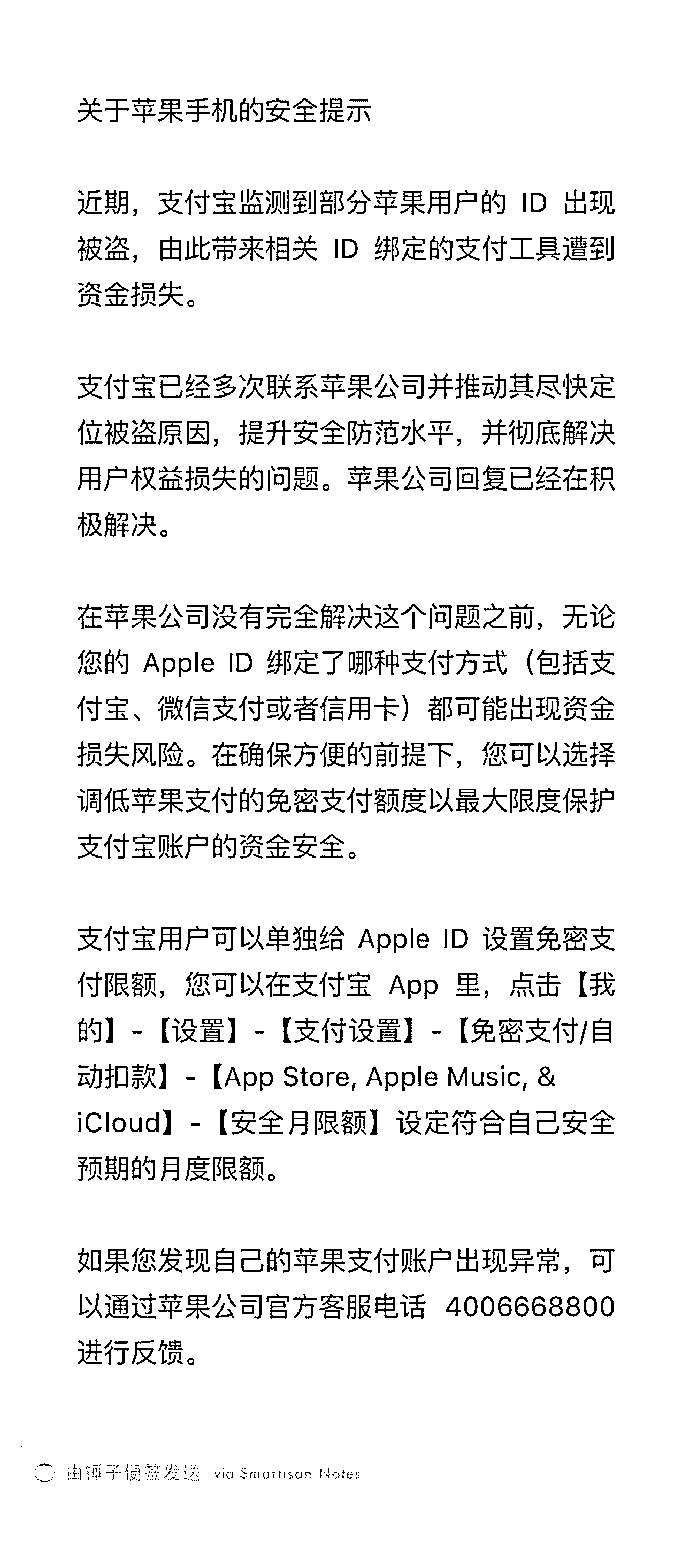 关于苹果手机的安全提示
近期，支付宝监测到部分苹果用户的 ID 出现
被盗，由此带来相关 ID 绑定的支付工具遭到
资金损失。
支付宝已经多次联系苹果公司并推动其尽快定
位被盗原因，提升安全防范水平，并彻底解决
用户权益损失的问题。苹果公司回复已经在积
极解决。
在苹果公司没有完全解决这个问题之前，无论
您的 Apple ID 绑定了哪种支付方式（包括支
付宝、微信支付或者信用卡）都可能出现资金
损失风险。在确保方便的前提下，您可以选择
调低苹果支付的免密支付额度以最大限度保护
支付宝账户的资金安全。
支付宝用户可以单独给 Apple ID 设置免密支
付限额，您可以在支付宝 App 里，点击【我
的】-【设置】-【支付设置】-【免密支付/自
动扣款】-【App Store, Apple Music, &
iCloud】-【安全月限额】设定符合自己安全
预期的月度限额。
如果您发现自己的苹果支付账户出现异常，可
以通过苹果公司官方客服电话 4006668800
进行反馈。
由锤子便签发送 via Smartisan Notes